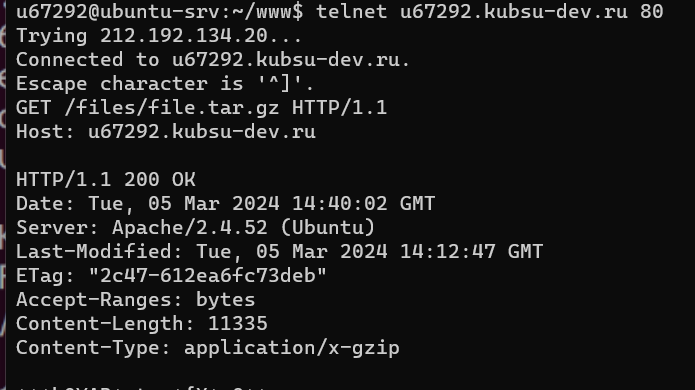 u67292@ubuntu-srv:~/www$ telnet u67292.kubsu-dev.ru 80
Trying 212.192.134.20...
Connected to u67292.kubsu-dev.ru.
Escape character is '^]'.
GET /files/file.tar.gz HTTP/1.1
Host: u67292.kubsu-dev.ru
HTTP/1.1 200 OK
Date: Tue, 05 Mar 2024 14:40:02 GMT
Server: Apache/2.4.52 (Ubuntu)
Last-Modified: Tue, 05 Mar 2024 14:12:47 GMT
ETag: "2c47-612ea6fc73deb"
Accept-Ranges: bytes
Content-Length: 11335
Content-Type: application/x-gzip